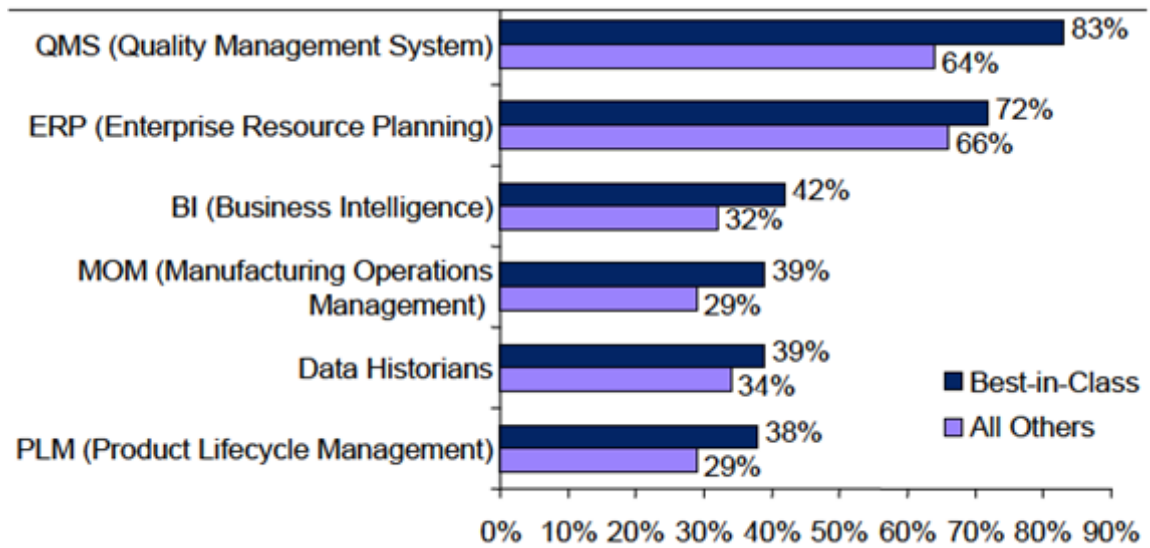 QMS (Quality Management System)
83%
64%
ERP (Enterprise Resource Planning)
72%
66%
BI (Business Intelligence)
42%
32%
MOM (Manufacturing Operations
Management)
39%
29%
Data Historians
39%
34%
PLM (Product Lifecycle Management)
38%
29%
Best-in-Class
All Others
0% 10% 20% 30% 40% 50% 60% 70% 80% 90%